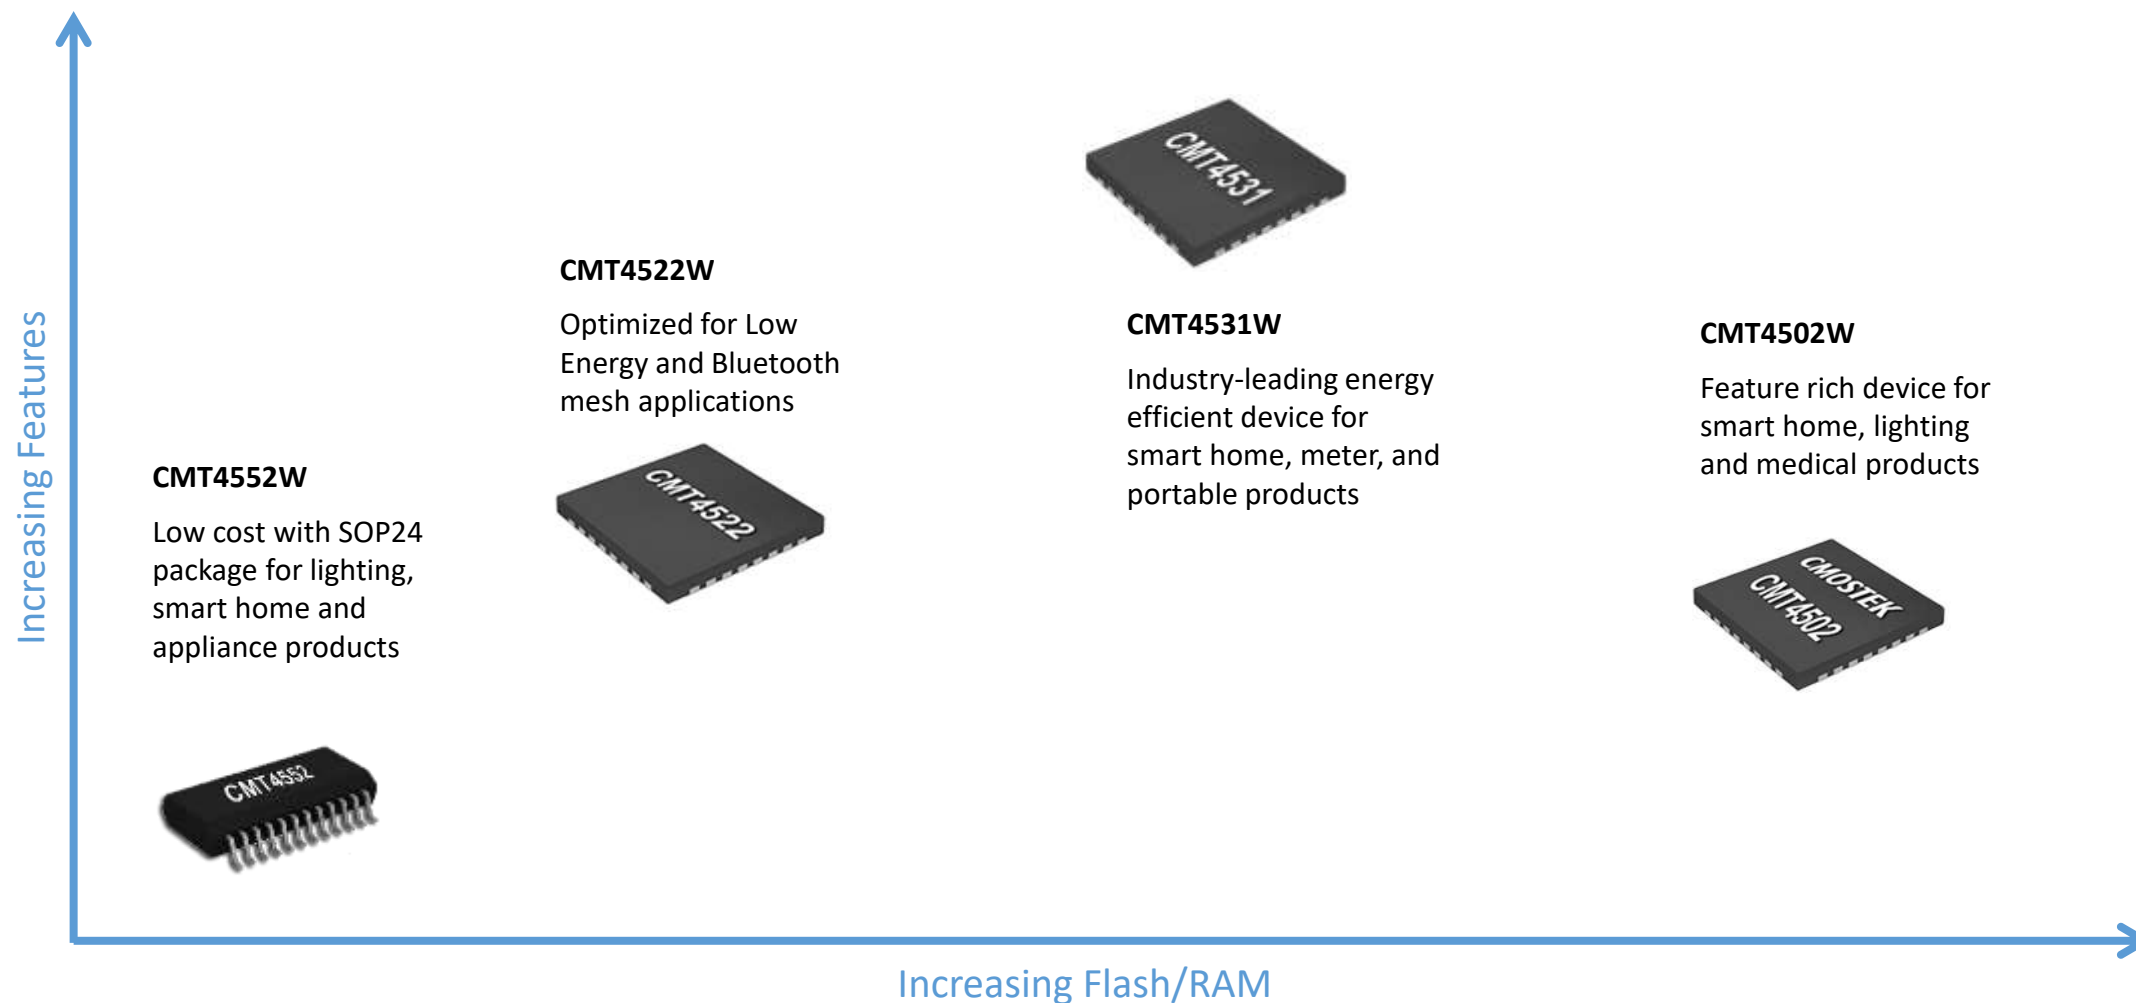 Increasing Features
CMT4552W
Low cost with SOP24
package for lighting,
smart home and
appliance products
CMT4552
CMT4522W
Optimized for Low
Energy and Bluetooth
mesh applications
CMT4522
CMT4531
CMT4531W
Industry-leading energy
efficient device for
smart home, meter, and
portable products
CMT4502W
Feature rich device for
smart home, lighting
and medical products
CMOSTEK
CMT4502
Increasing Flash/RAM